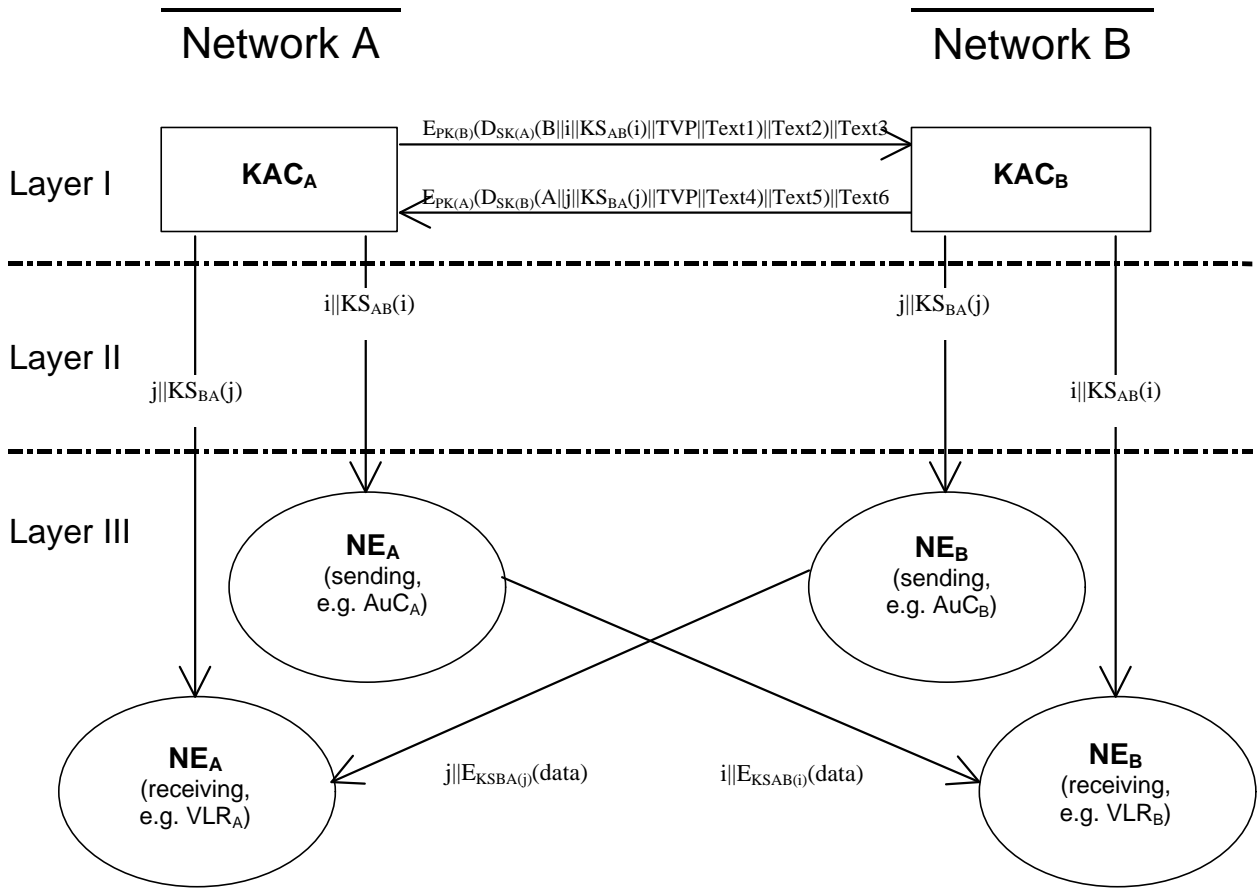 Network A
Network B
E_PK(B)(D_SK(A)(B||i||KS_AB(i)||TVP||Text1)||Text2)||Text3
KAC_A
KAC_B
Layer I
E_PK(A)(D_SK(B)(A||j||KS_BA(j)||TVP||Text4)||Text5)||Text6
i||KS_AB(i)
j||KS_BA(j)
Layer II
j||KS_BA(j)
i||KS_AB(i)
Layer III
NE_A
(sending,
e.g. AuC_A)
NE_B
(sending,
e.g. AuC_B)
NE_A
(receiving,
e.g. VLR_A)
j||E_KSBA(j)(data)
i||E_KSAB(i)(data)
NE_B
(receiving,
e.g. VLR_B)